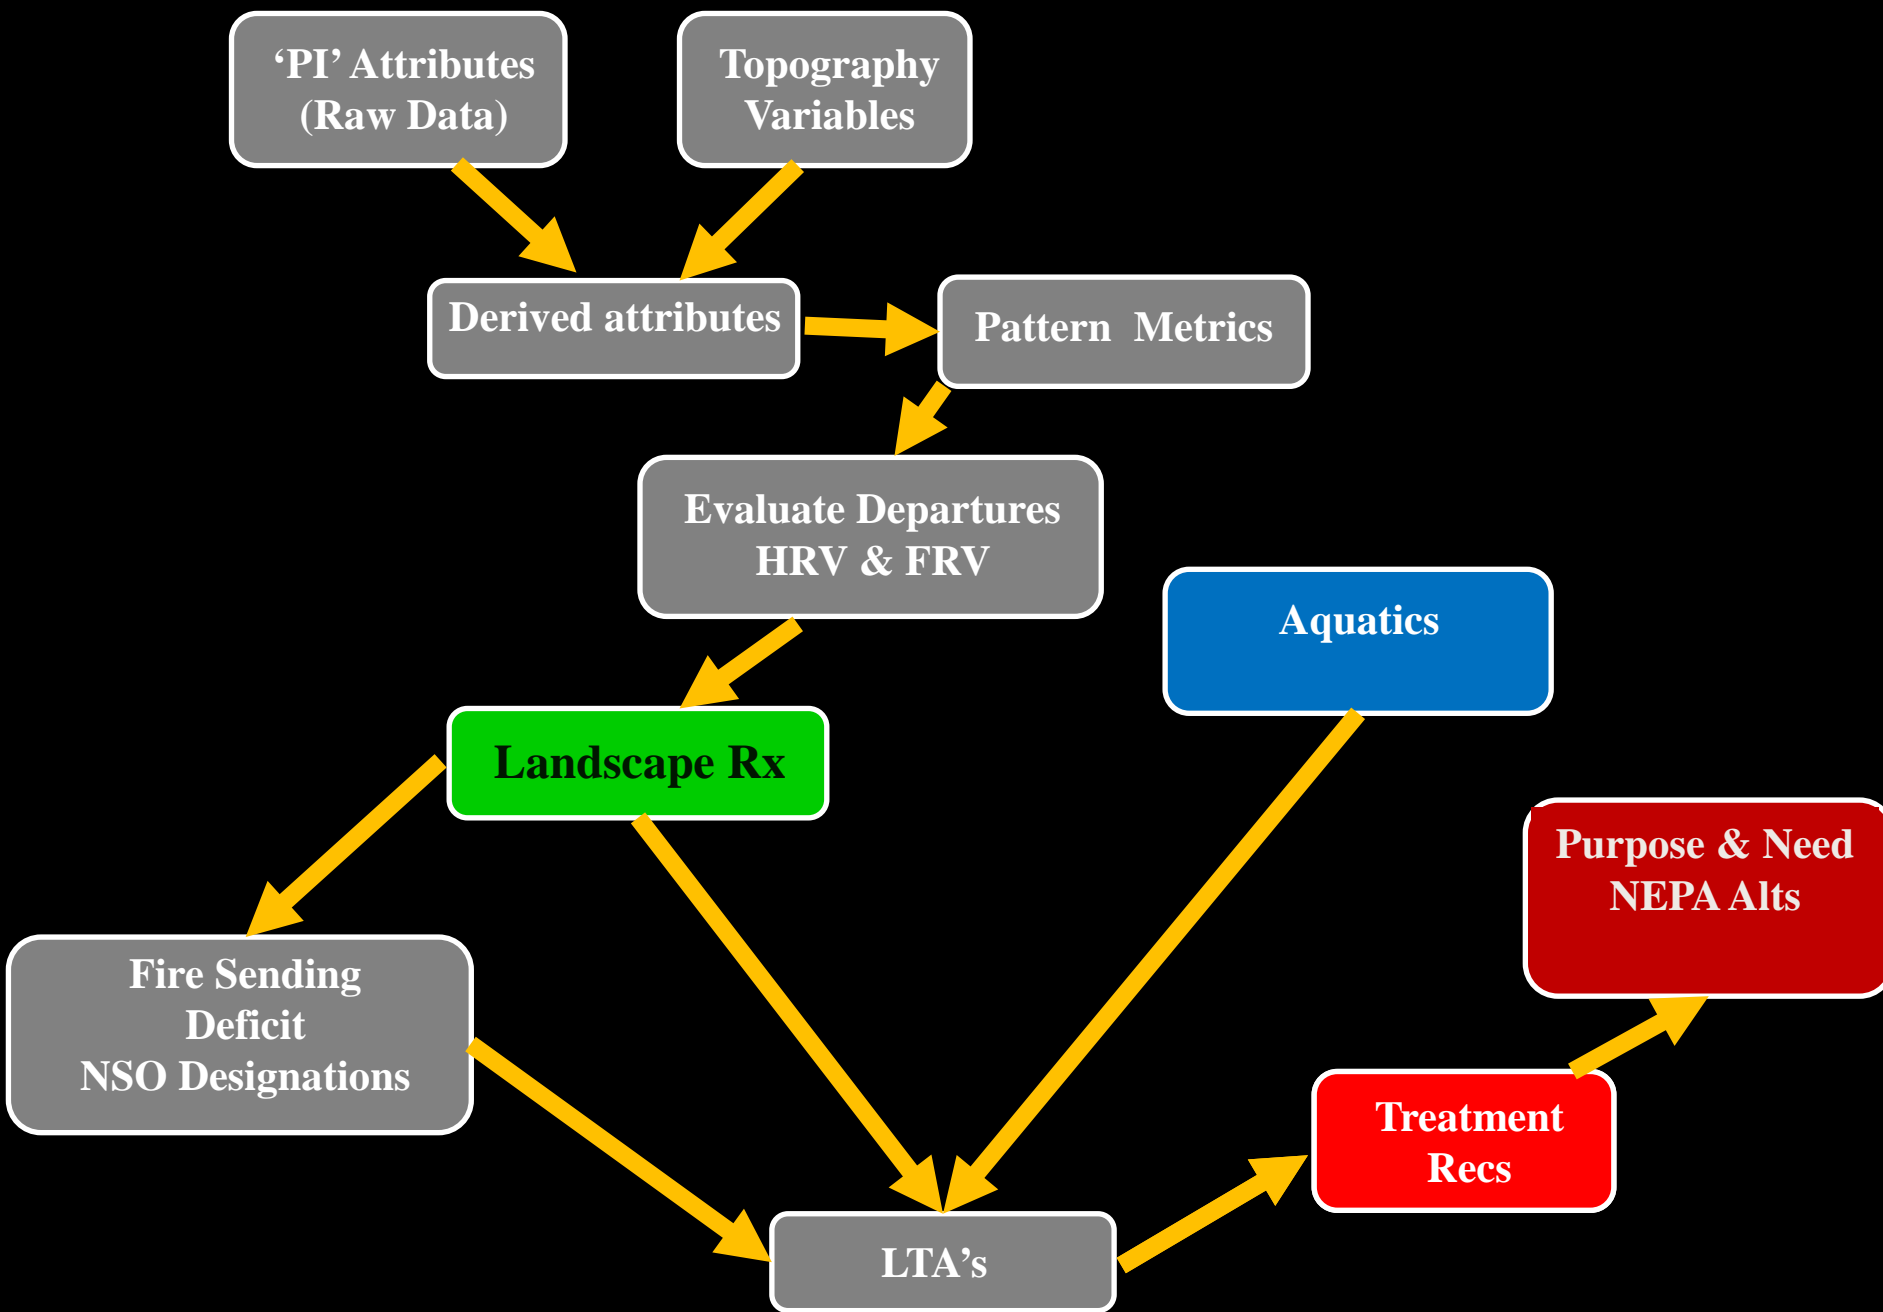 ‘PI’ Attributes
(Raw Data)
Topography
Variables
Derived attributes
Pattern Metrics
Evaluate Departures
HRV & FRV
Aquatics
Landscape Rx
Purpose & Need
NEPA Alts
Fire Sending
Deficit
NSO Designations
Treatment
Recs
LTA’s